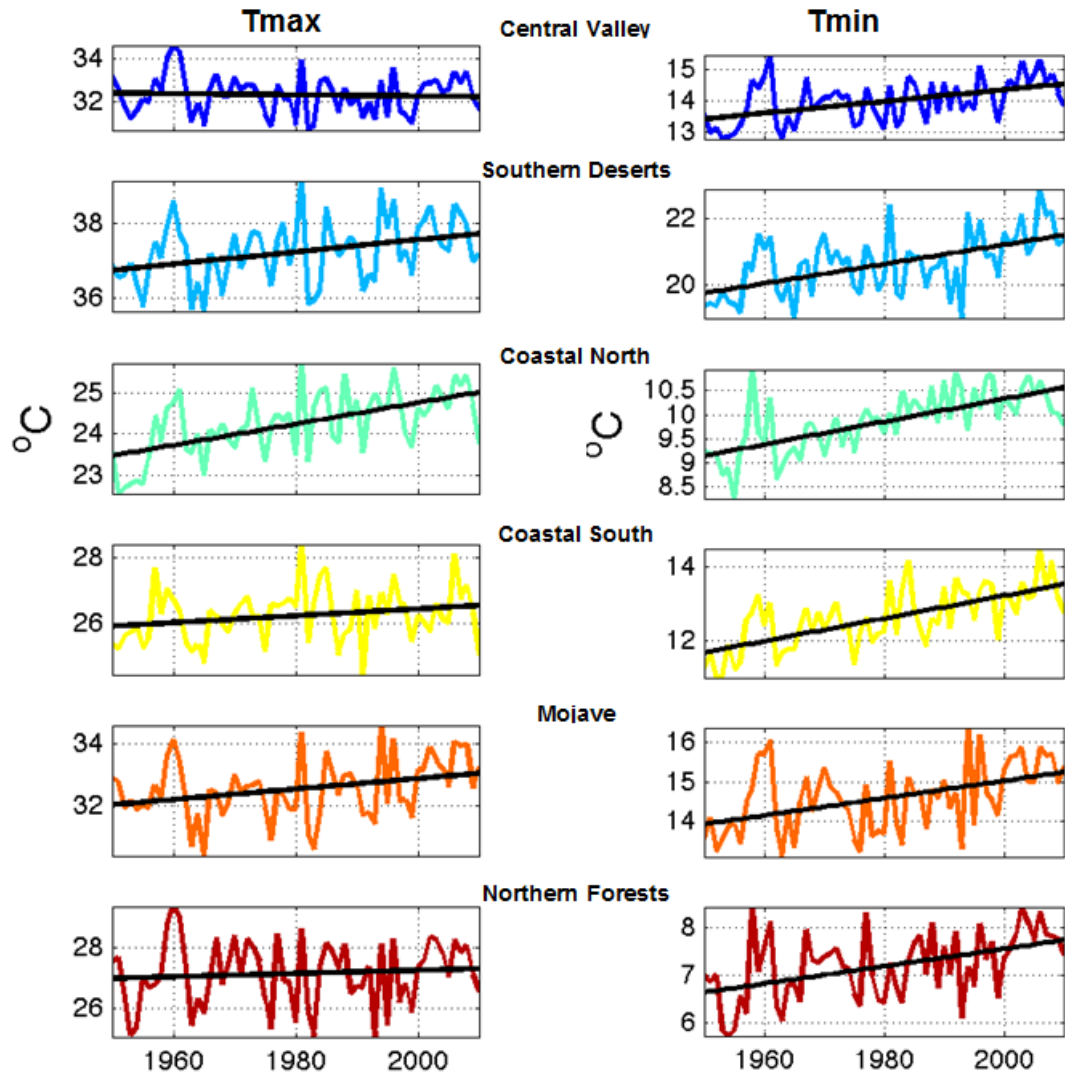 Tmax
Tmin
Central Valley
34
32
15
14
13
Southern Deserts
38
36
22
20
Coastal North
25
24
23
10.5
10
9.5
9
8.5
°C
°C
Coastal South
28
26
14
12
Mojave
34
32
16
15
14
Northern Forests
28
26
8
7
6
1960 1980 2000
1960 1980 2000